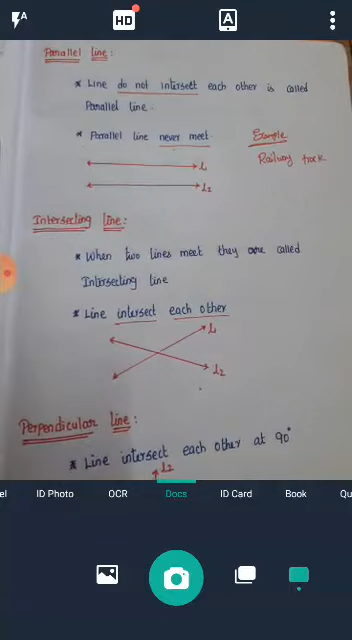 A
HD
A
Parallel line:
* Line do not intersect each other is called
Parallel line.
* Parallel line never meet
Example
Railway track
L1
L2
Intersecting line:
* When two lines meet they are called
Intersecting line
* Line intersect each other
L1
L2
Perpendicular line:
* Line intersect each other at 90°
L2
el
ID Photo
OCR
Docs
ID Card
Book
Qu